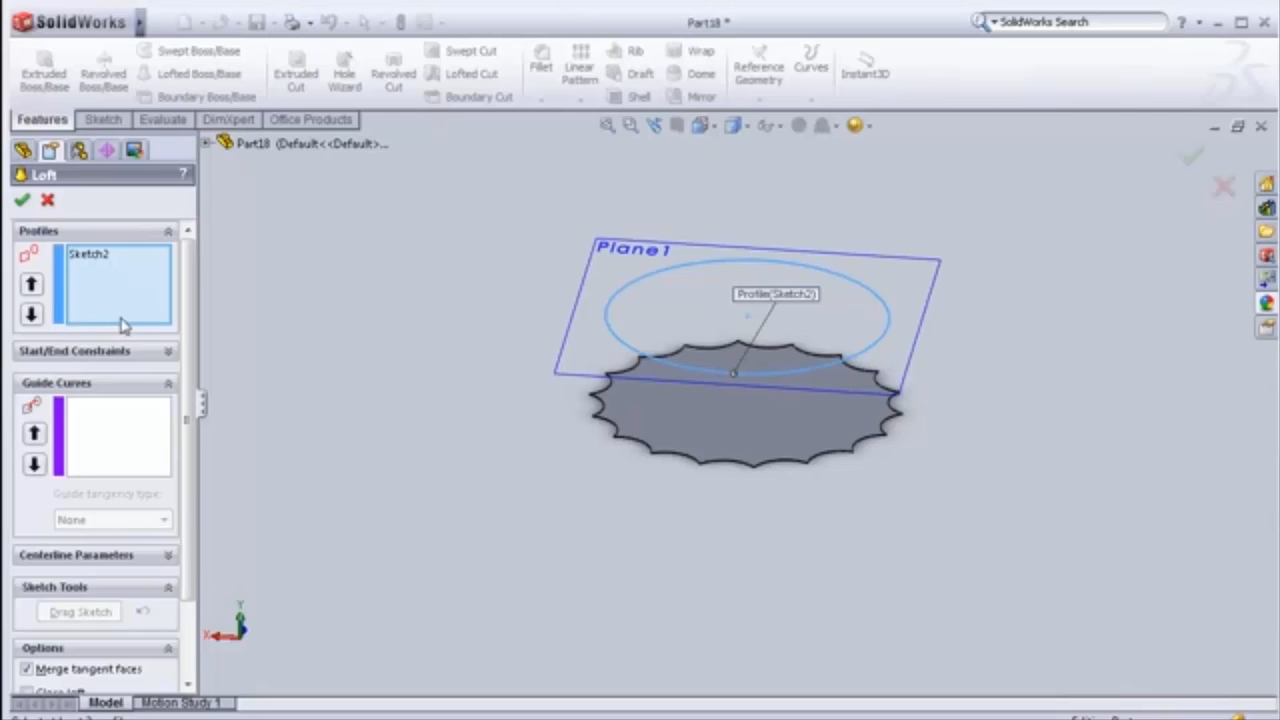 SolidWorks
Part18 *
SolidWorks Search
?
Extruded Boss/Base
Revolved Boss/Base
Swept Boss/Base
Lofted Boss/Base
Boundary Boss/Base
Extruded Cut
Hole Wizard
Revolved Cut
Swept Cut
Lofted Cut
Boundary Cut
Fillet
Linear Pattern
Rib
Draft
Shell
Wrap
Dome
Mirror
Reference Geometry
Curves
Instant3D
Features
Sketch
Evaluate
DimXpert
Office Products
Part18 (Default<<Default>...
Loft
?
Profiles
Sketch2
Start/End Constraints
Guide Curves
Guide tangency type:
None
Centerline Parameters
Sketch Tools
Drag Sketch
Options
Merge tangent faces
Plane1
Profile(Sketch2)
Y
X
Model
Motion Study 1